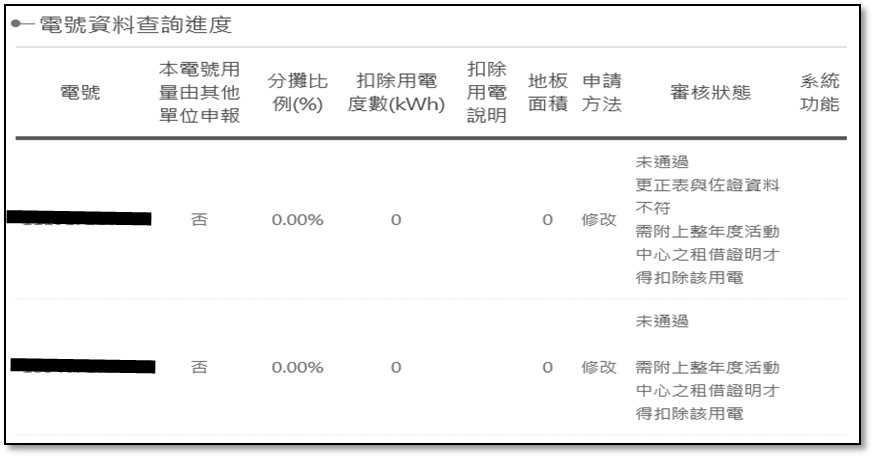 電號資料查詢進度
電號 本電號用量由其他單位申報 分攤比例(%) 扣除用電度數(kWh) 扣除用電說明 地板面積 申請方法 審核狀態 系統功能
未通過
更正表與佐證資料
不符
否 0.00% 0 0 修改 需附上整年度活動
中心之租借證明才
得扣除該用電
未通過
否 0.00% 0 0 修改 需附上整年度活動
中心之租借證明才
得扣除該用電